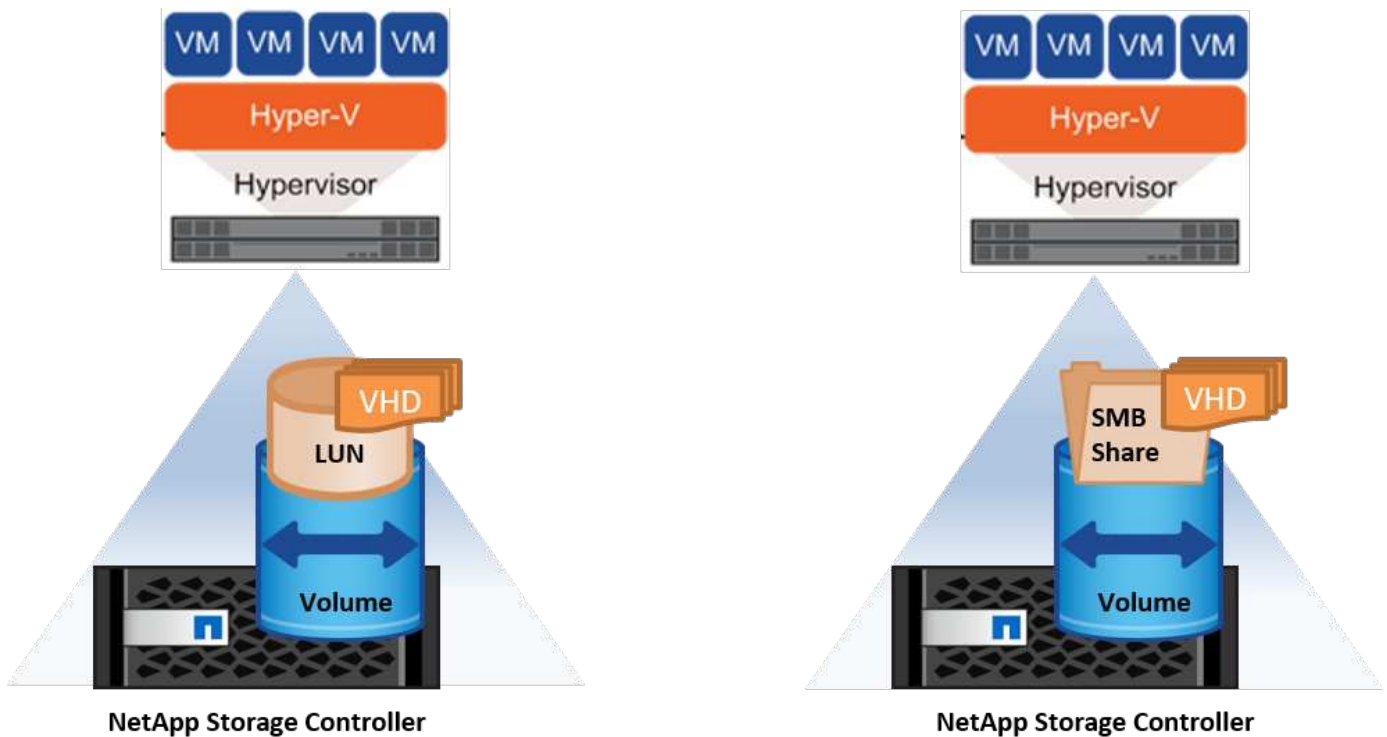 VM VM VM VM
Hyper-V
Hypervisor
VHD
LUN
Volume
NetApp Storage Controller
VM VM VM VM
Hyper-V
Hypervisor
VHD
SMB
Share
Volume
NetApp Storage Controller